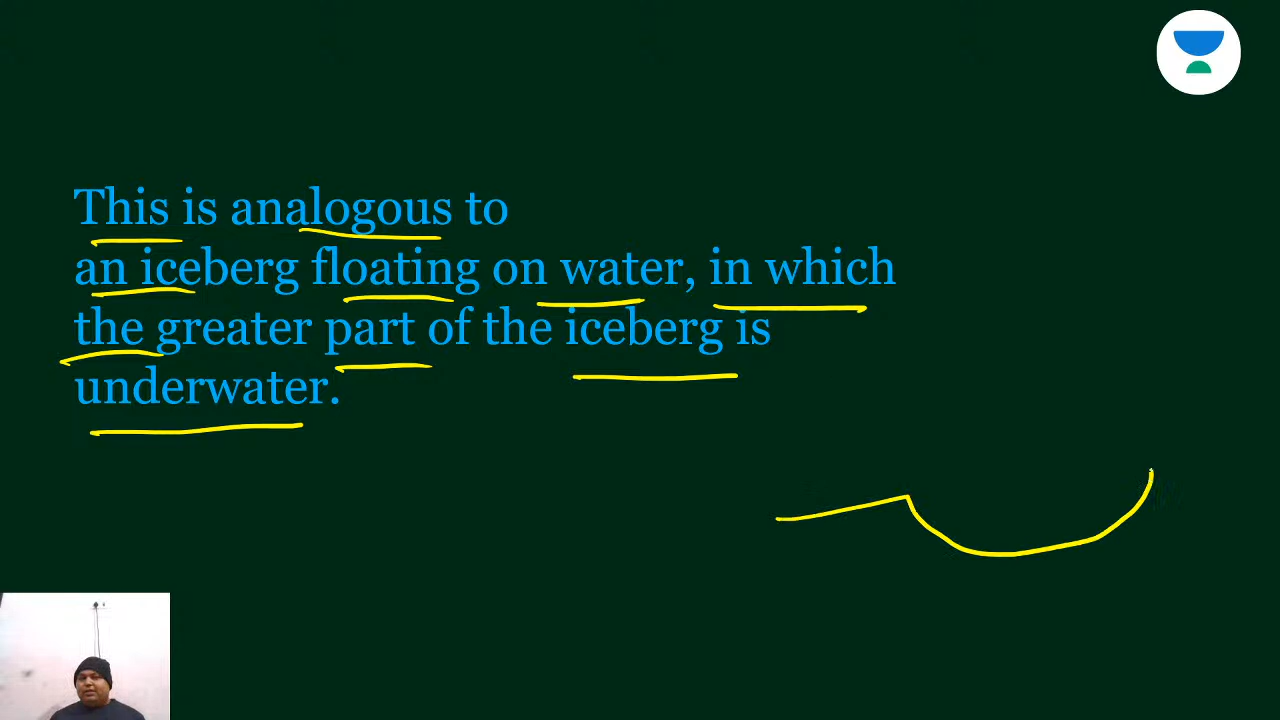 This is analogous to
an iceberg floating on water, in which
the greater part of the iceberg is
underwater.